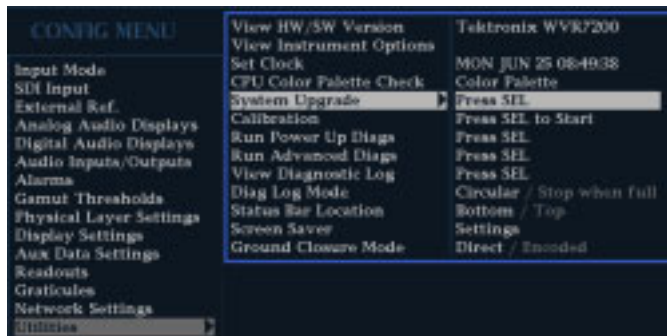 CONFIG MENU
Input Mode
SDI Input
External Ref.
Analog Audio Displays
Digital Audio Displays
Audio Inputs/Outputs
Alarms
Gamut Thresholds
Physical Layer Settings
Display Settings
Aux Data Settings
Readouts
Graticules
Network Settings
Utilities
View HW/SW Version Tektronix WVR7200
View Instrument Options
Set Clock MON JUN 25 08:49:38
CPU Color Palette Check Color Palette
System Upgrade Press SEL
Calibration Press SEL to Start
Run Power Up Diags Press SEL
Run Advanced Diags Press SEL
View Diagnostic Log Press SEL
Diag Log Mode Circular / Stop when full
Status Bar Location Bottom / Top
Screen Saver Settings
Ground Closure Mode Direct / Encoded